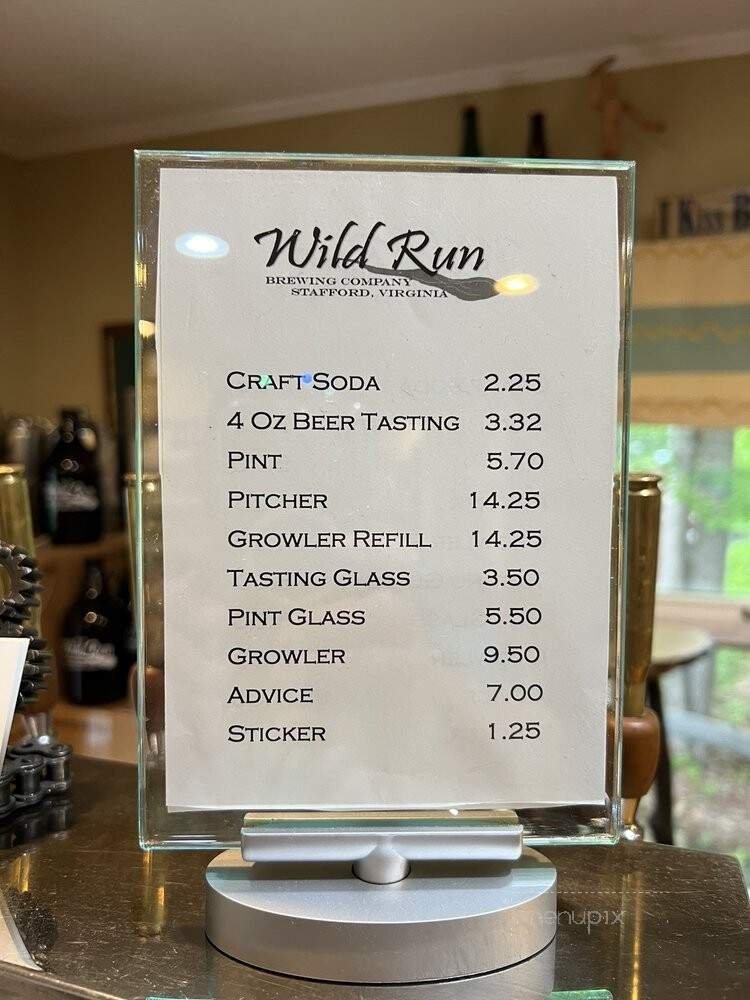 Wild Run
BREWING COMPANY
STAFFORD, VIRGINIA
CRAFT SODA 2.25
4 OZ BEER TASTING 3.32
PINT 5.70
PITCHER 14.25
GROWLER REFILL 14.25
TASTING GLASS 3.50
PINT GLASS 5.50
GROWLER 9.50
ADVICE 7.00
STICKER 1.25
I KISS
menupix